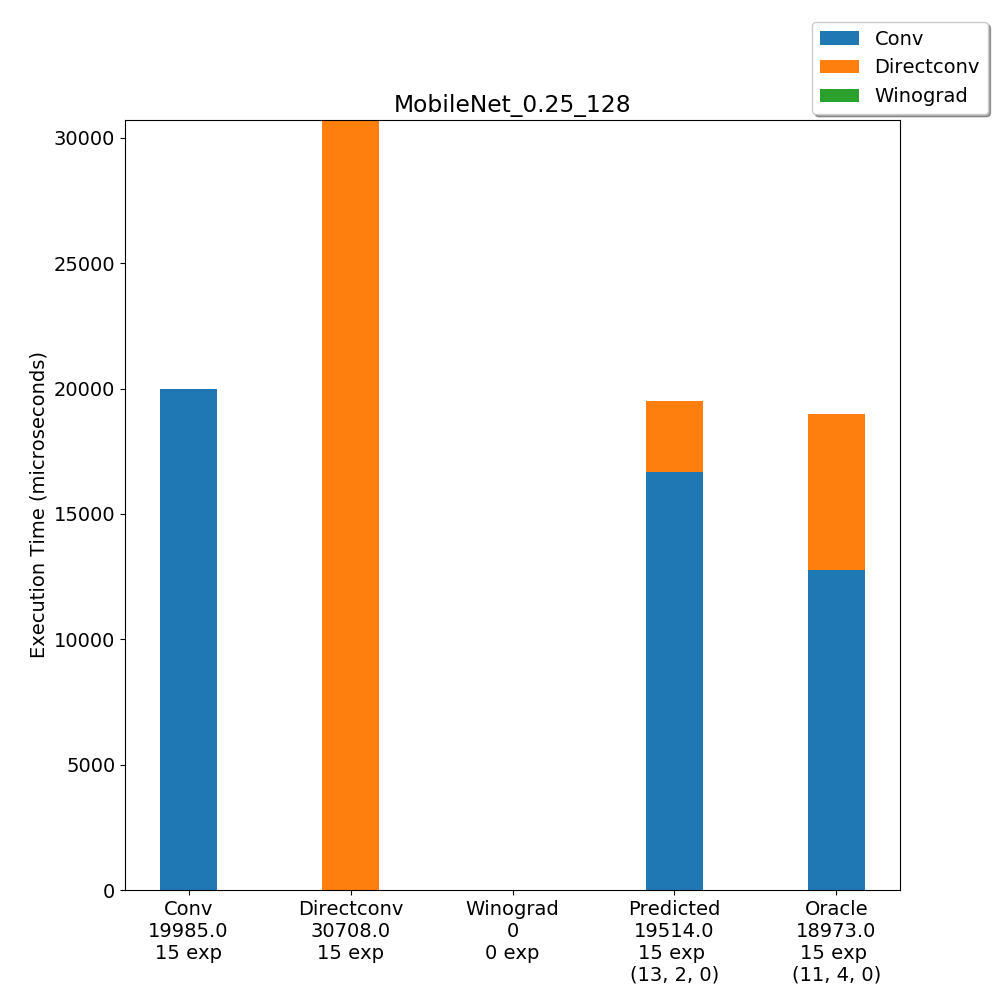 Conv
Directconv
Winograd
MobileNet_0.25_128
Execution Time (microseconds)
30000
25000
20000
15000
10000
5000
0
Conv
19985.0
15 exp
Directconv
30708.0
15 exp
Winograd
0
0 exp
Predicted
19514.0
15 exp
(13, 2, 0)
Oracle
18973.0
15 exp
(11, 4, 0)